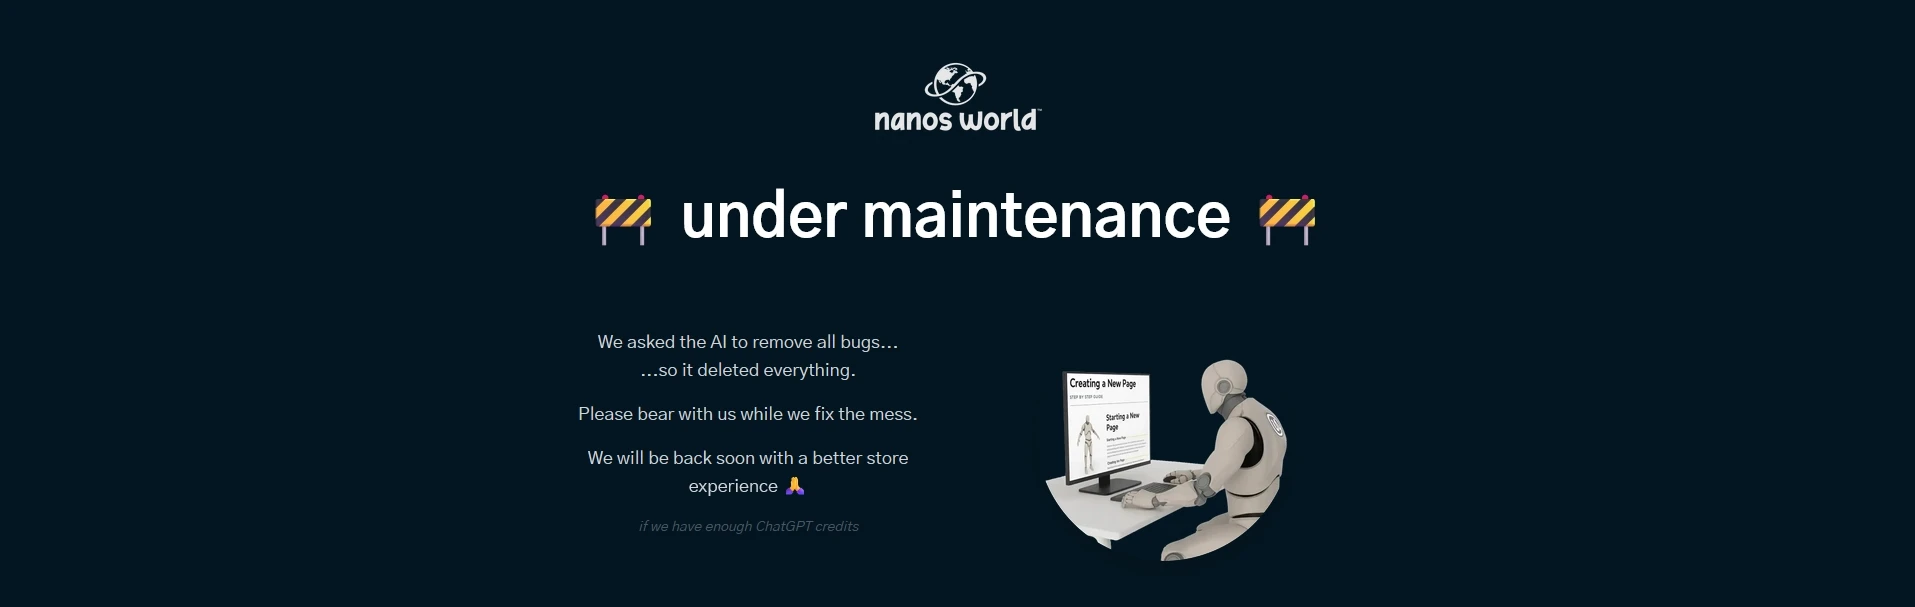 nanos world™
🚧 under maintenance 🚧
We asked the AI to remove all bugs...
...so it deleted everything.
Please bear with us while we fix the mess.
We will be back soon with a better store
experience 🙏
if we have enough ChatGPT credits
Creating a New Page
STEP BY STEP GUIDE
Starting a New
Page